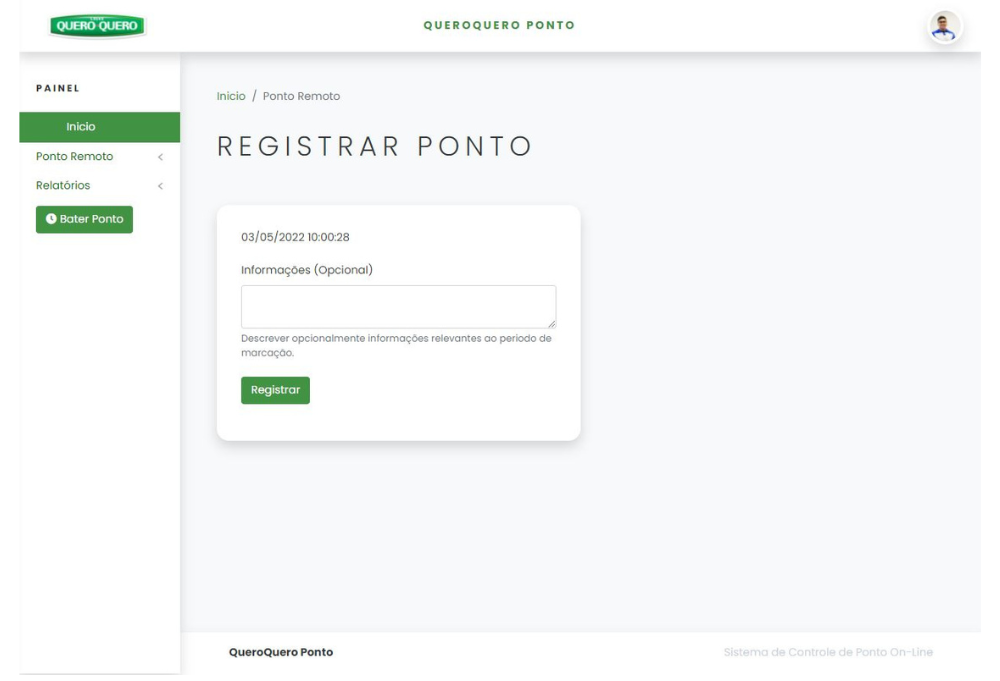 QUERO QUERO
QUEROQUERO PONTO
PAINEL
Inicio
Ponto Remoto
Relatórios
Bater Ponto
Inicio / Ponto Remoto
REGISTRAR PONTO
03/05/2022 10:00:28
Informações (Opcional)
Descrever opcionalmente informações relevantes ao periodo de
marcação.
Registrar
QueroQuero Ponto
Sistema de Controle de Ponto On-Line